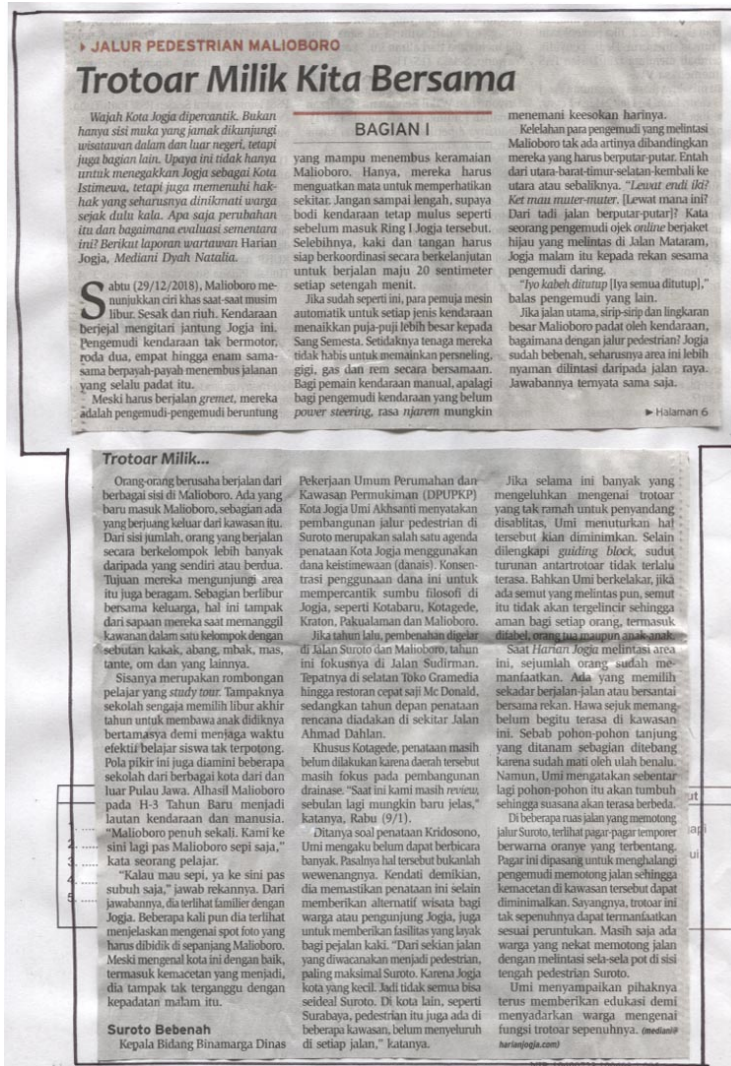 JALUR PEDESTRIAN MALIOBORO
Trotoar Milik Kita Bersama
Wajah Kota Jogja dipercantik. Bukan
hanya sisi muka yang jamak dikunjungi
wisatawan dalam dan luar negeri, tetapi
juga bagian lain. Upaya ini tidak hanya
untuk menegakkan Jogja sebagai Kota
Istimewa, tetapi juga memenuhi hak-
hak yang seharusnya dinikmati warga
sejak dulu kala. Apa saja perubahan
itu dan bagaimana evaluasi sementara
ini? Berikut laporan wartawan Harian
Jogja, Mediani Dyah Natalia.
Sabtu (29/12/2018), Malioboro me-
nunjukkan ciri khas saat-saat musim
libur. Sesak dan riuh. Kendaraan
berjejal mengitari jantung Jogja ini.
Pengemudi kendaraan tak bermotor,
roda dua, empat hingga enam sama-
sama berpayah-payah menembus jalanan
yang selalu padat itu.
Meski harus berjalan gremet, mereka
adalah pengemudi-pengemudi beruntung
BAGIAN I
yang mampu menembus keramaian
Malioboro. Hanya, mereka harus
menguatkan mata untuk memperhatikan
sekitar. Jangan sampai lengah, supaya
bodi kendaraan tetap mulus seperti
sebelum masuk Ring I Jogja tersebut.
Selebihnya, kaki dan tangan harus
siap berkoordinasi secara berkelanjutan
untuk berjalan maju 20 sentimeter
setiap setengah menit.
Jika sudah seperti ini, para pemuja mesin
automatik untuk setiap jenis kendaraan
menaikkan puja-puji lebih besar kepada
Sang Semesta. Setidaknya tenaga mereka
tidak habis untuk memainkan persneling,
gigi, gas dan rem secara bersamaan.
Bagi pemain kendaraan manual, apalagi
bagi pengemudi kendaraan yang belum
power steering, rasa njarem mungkin
menemani keesokan harinya.
Kelelahan para pengemudi yang melintasi
Malioboro tak ada artinya dibandingkan
mereka yang harus berputar-putar. Entah
dari utara-barat-timur-selatan-kembali ke
utara atau sebaliknya. “Lewat endi iki?
Ket mau muter-muter. [Lewat mana ini?
Dari tadi jalan berputar-putar]? Kata
seorang pengemudi ojek online berjaket
hijau yang melintas di Jalan Mataram,
Jogja malam itu kepada rekan sesama
pengemudi daring.
“Iyo kabeh ditutup [Iya semua ditutup],”
balas pengemudi yang lain.
Jika jalan utama, sirip-sirip dan lingkaran
besar Malioboro padat oleh kendaraan,
bagaimana dengan jalur pedestrian? Jogja
sudah bebenah, seharusnya area ini lebih
nyaman dilintasi daripada jalan raya.
Jawabannya ternyata sama saja.
Halaman 6
Trotoar Milik...
Orang-orang berusaha berjalan dari
berbagai sisi di Malioboro. Ada yang
baru masuk Malioboro, sebagian ada
yang berjuang keluar dari kawasan itu.
Dari sisi jumlah, orang yang berjalan
secara berkelompok lebih banyak
daripada yang sendiri atau berdua.
Tujuan mereka mengunjungi area
itu juga beragam. Sebagian berlibur
bersama keluarga, hal ini tampak
dari sapaan mereka saat memanggil
kawanan dalam satu kelompok dengan
sebutan kakak, abang, mbak, mas,
tante, om dan yang lainnya.
Sisanya merupakan rombongan
pelajar yang study tour. Tampaknya
sekolah sengaja memilih libur akhir
tahun untuk membawa anak didiknya
bertamasya demi menjaga waktu
efektif belajar siswa tak terpotong.
Pola pikir ini juga diamini beberapa
sekolah dari berbagai kota dari dan
luar Pulau Jawa. Alhasil Malioboro
pada H-3 Tahun Baru menjadi
lautan kendaraan and manusia.
“Malioboro penuh sekali. Kami ke
sini lagi pas Malioboro sepi saja,”
kata seorang pelajar.
“Kalau mau sepi, ya ke sini pas
subuh saja,” jawab rekannya. Dari
jawabannya, dia terlihat familier dengan
Jogja. Beberapa kali pun dia terlihat
menjelaskan mengenai spot foto yang
harus dibidik di sepanjang Malioboro.
Meski mengenal kota ini dengan baik,
termasuk kemacetan yang menjadi,
dia tampak tak terganggu dengan
kepadatan malam itu.
Suroto Bebenah
Kepala Bidang Binamarga Dinas
Pekerjaan Umum Perumahan dan
Kawasan Permukiman (DPUPKP)
Kota Jogja Umi Akhsanti menyatakan
pembangunan jalur pedestrian di
Suroto merupakan salah satu agenda
penataan Kota Jogja menggunakan
dana keistimewaan (danais). Konsen-
trasi penggunaan dana ini untuk
mempercantik sumbu filosofi di
Jogja, seperti Kotabaru, Kotagede,
Kraton, Pakualaman dan Malioboro.
Jika tahun lalu, pembenahan digelar
di Jalan Suroto dan Malioboro, tahun
ini fokusnya di Jalan Sudirman.
Tepatnya di selatan Toko Gramedia
hingga restoran cepat saji Mc Donald,
sedangkan tahun depan penataan
rencana diadakan di sekitar Jalan
Ahmad Dahlan.
Khusus Kotagede, penataan masih
belum dilakukan karena daerah tersebut
masih fokus pada pembangunan
drainase. “Saat ini kami masih review,
sebulan lagi mungkin baru jelas,”
katanya, Rabu (9/1).
Ditanya soal penataan Kridosono,
Umi mengaku belum dapat berbicara
banyak. Pasalnya hal tersebut bukanlah
wewenangnya. Kendati demikian,
dia memastikan penataan ini selain
memberikan alternatif wisata bagi
warga atau pengunjung Jogja, juga
untuk memberikan fasilitas yang layak
bagi pejalan kaki. “Dari sekian jalan
yang diwacanakan menjadi pedestrian,
paling maksimal Suroto. Karena Jogja
kota yang kecil. Jadi tidak semua bisa
seideal Suroto. Di kota lain, seperti
Surabaya, pedestrian itu juga ada di
beberapa kawasan, belum menyeluruh
di setiap jalan,” katanya.
Jika selama ini banyak yang
mengeluhkan mengenai trotoar
yang tak ramah untuk penyandang
disablitas, Umi menuturkan hal
tersebut kian diminimkan. Selain
dilengkapi guiding block, sudut
turunan antartrotoar tidak terlalu
terasa. Bahkan Umi berkelakar, jika
ada semut yang melintas pun, semut
itu tidak akan tergelincir sehingga
aman bagi setiap orang, termasuk
difabel, orang tua maupun anak-anak.
Saat Harian Jogja melintasi area
ini, sejumlah orang sudah me-
manfaatkan. Ada yang memilih
sekadar berjalan-jalan atau bersantai
bersama rekan. Hawa sejuk memang
belum begitu terasa di kawasan
ini. Sebab pohon-pohon tanjung
yang ditanam sebagian ditebang
karena sudah mati oleh ulah benalu.
Namun, Umi mengatakan sebentar
lagi pohon-pohon itu akan tumbuh
sehingga suasana akan terasa berbeda.
Di beberapa ruas jalan yang memotong
jalur Suroto, terlihat pagar-pagar temporer
berwarna oranye yang terbentang.
Pagar ini dipasang untuk menghalangi
pengemudi memotong jalan sehingga
kemacetan di kawasan tersebut dapat
diminimalkan. Sayangnya, trotoar ini
tak sepenuhnya dapat termanfaatkan
sesuai peruntukan. Masih saja ada
warga yang nekat memotong jalan
dengan melintasi sela-sela pot di sisi
tengah pedestrian Suroto.
Umi menyampaikan pihaknya
terus memberikan edukasi demi
menyadarkan warga mengenai
fungsi trotoar sepenuhnya. (mediani@
harianjogja.com)
1.
2.
3.
4.
5.